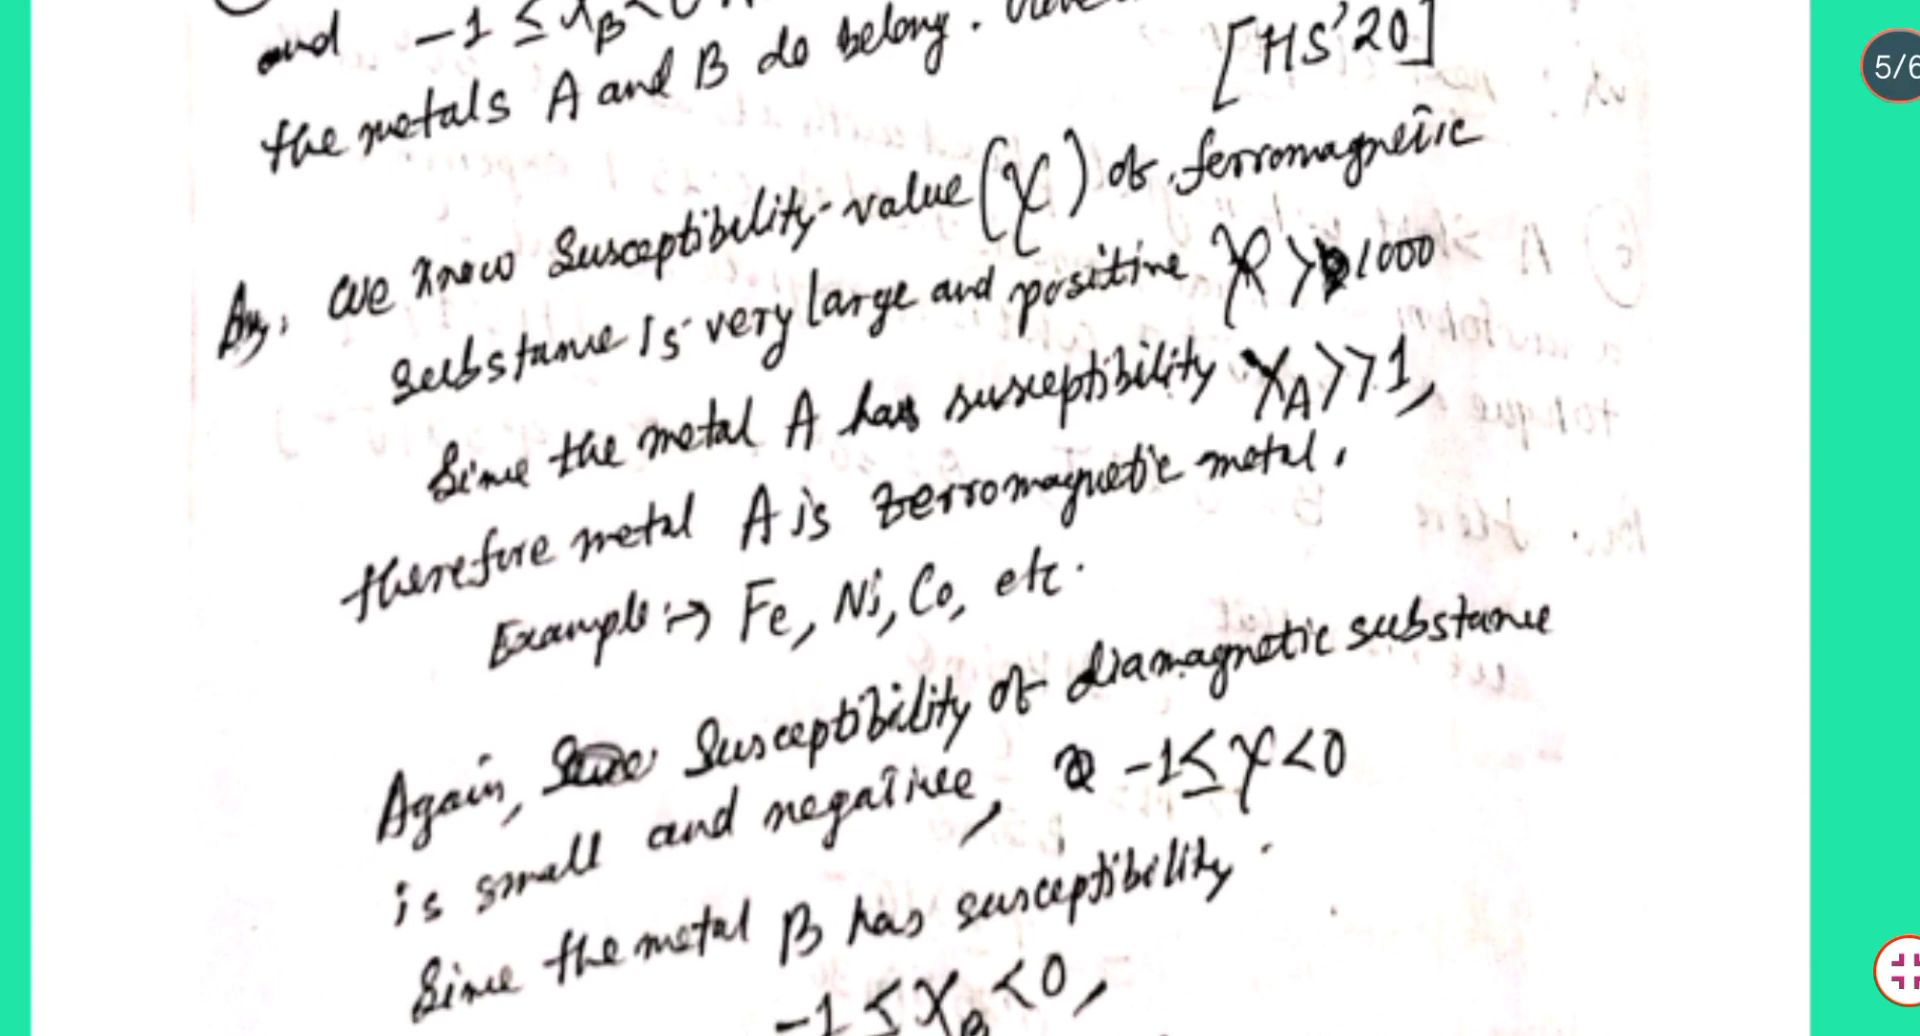 and -1 ≤ χB < 0
the metals A and B do belong.
[HS'20]
Ans, We know Susceptibility-value (χ) of ferromagnetic
substance is very large and positive χ > 1000
Since the metal A has susceptibility χA >> 1,
therefore metal A is ferromagnetic metal.
Example :→ Fe, Ni, Co, etc.
Again, Susceptibility of diamagnetic substance
is small and negative, -1 ≤ χ < 0
Since the metal B has susceptibility
-1 ≤ χB < 0,
5/6